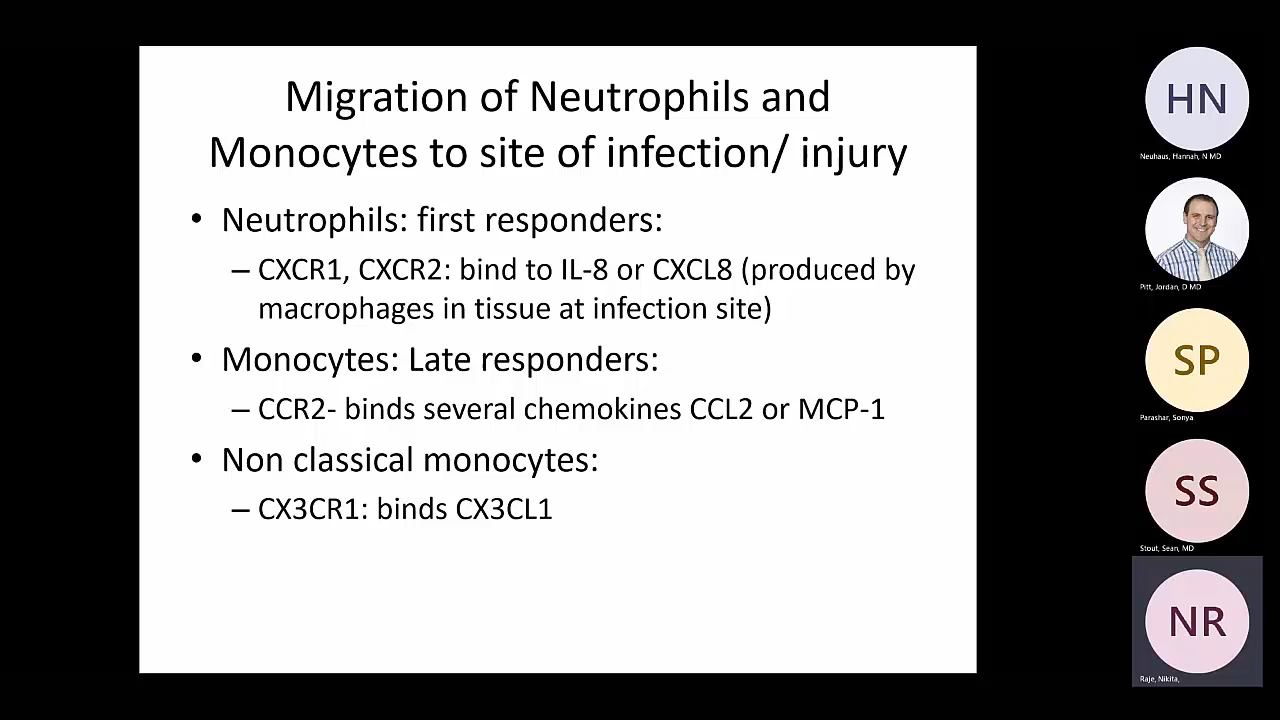 Migration of Neutrophils and
Monocytes to site of infection/ injury
• Neutrophils: first responders:
– CXCR1, CXCR2: bind to IL-8 or CXCL8 (produced by
macrophages in tissue at infection site)
• Monocytes: Late responders:
– CCR2- binds several chemokines CCL2 or MCP-1
• Non classical monocytes:
– CX3CR1: binds CX3CL1
HN
Neuhaus, Hannah, N MD
Pitt, Jordan, D MD
SP
Parashar, Sonya
SS
Stout, Sean, MD
NR
Raje, Nikita,